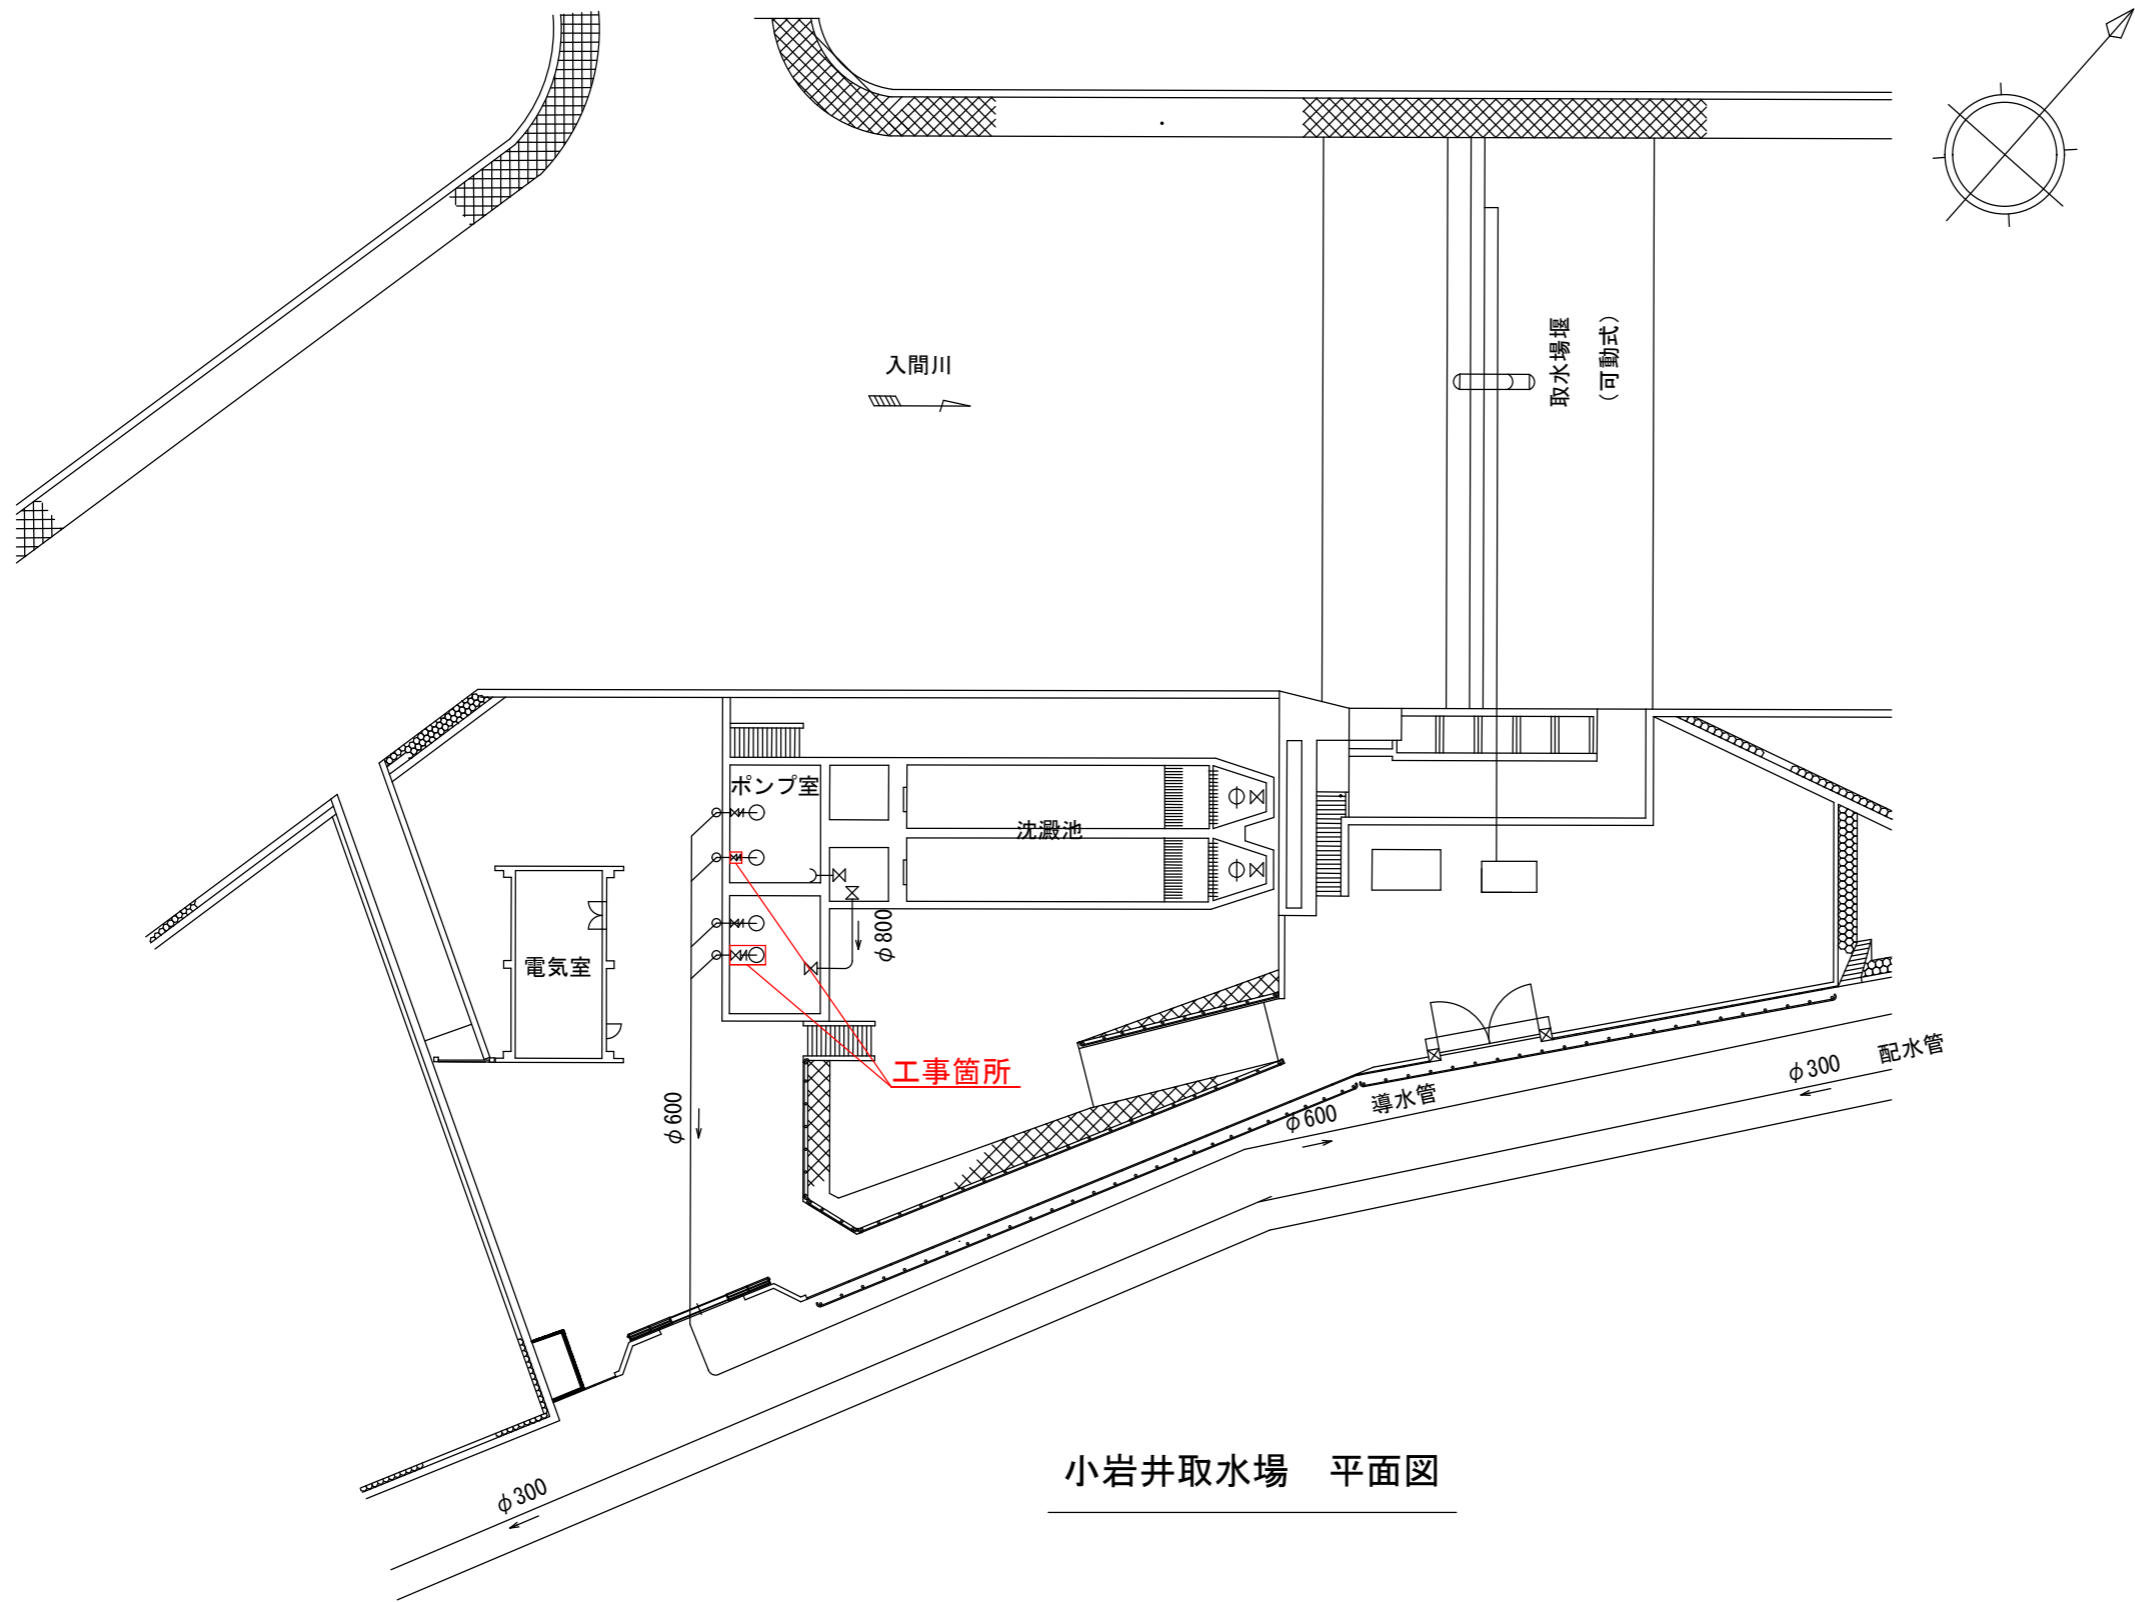 入間川
取水場堰
(可動式)
ポンプ室
沈澱池
φ800
電気室
工事箇所
φ600
φ600 導水管
φ300 配水管
φ300
小岩井取水場 平面図